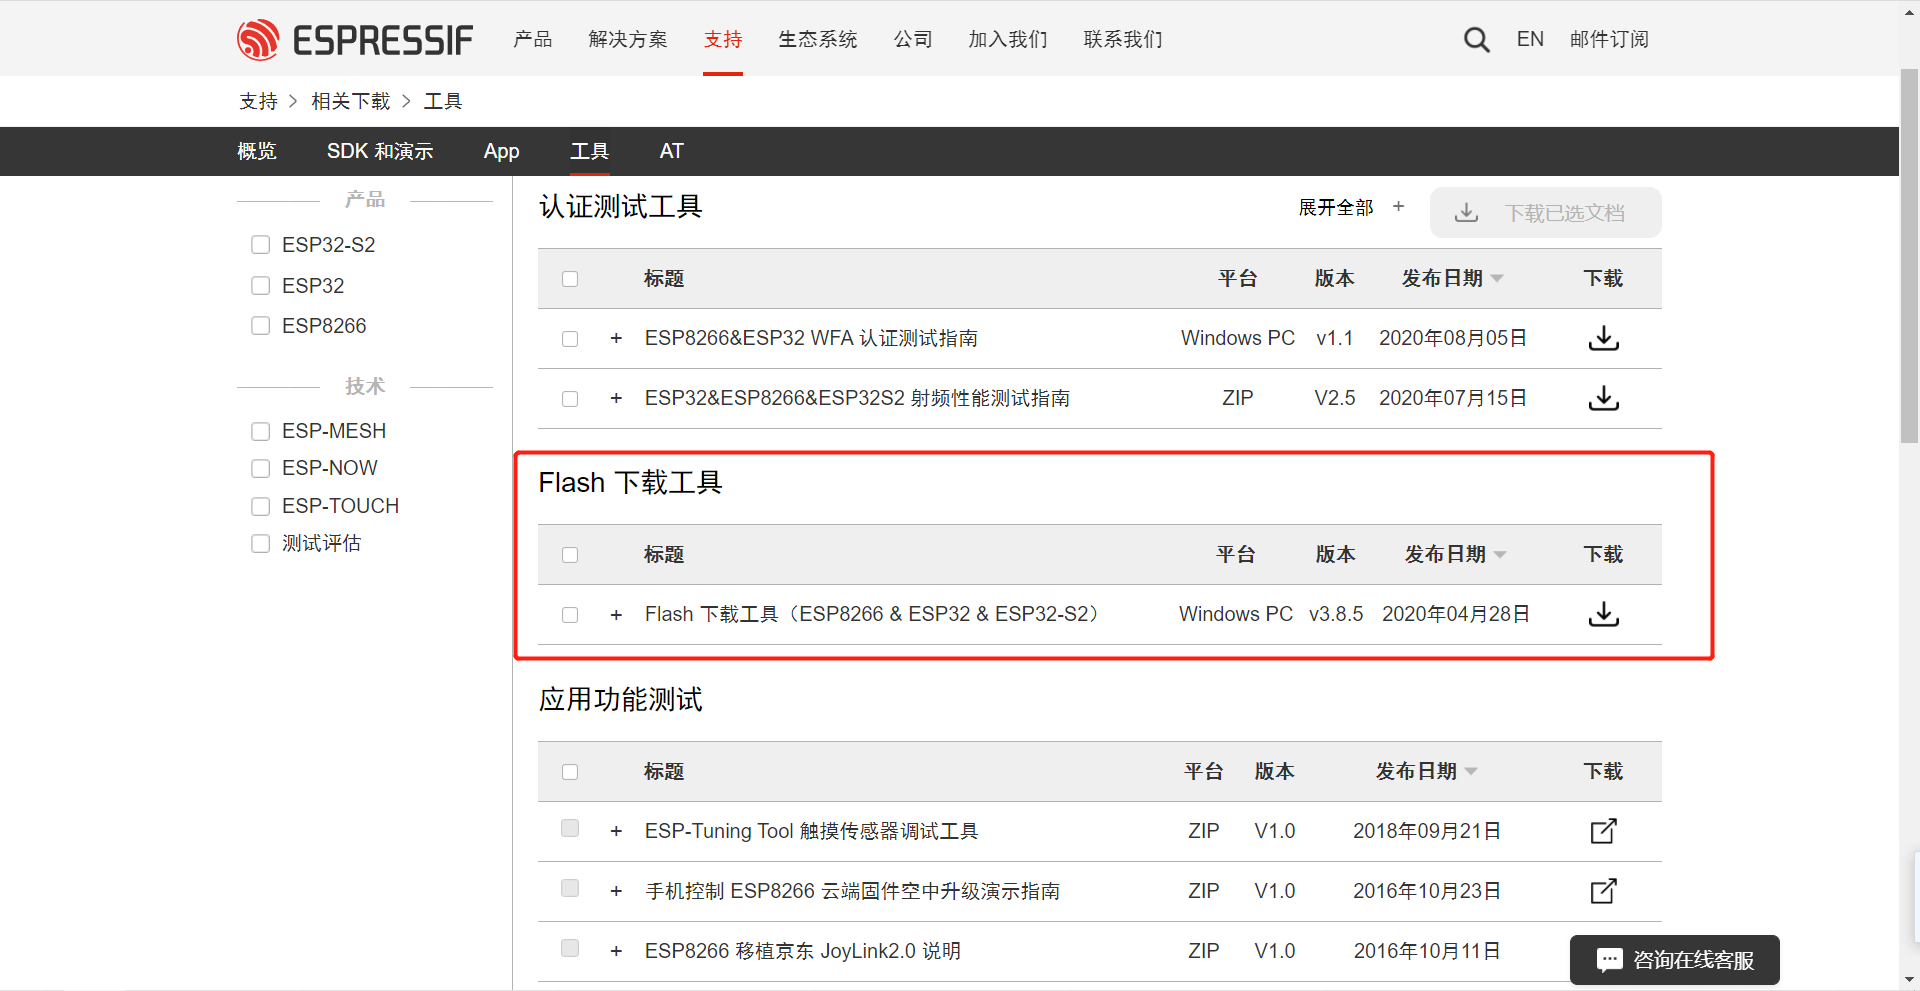 ESPRESSIF 产品 解决方案 支持 生态系统 公司 加入我们 联系我们 EN 邮件订阅
支持 > 相关下载 > 工具
概览 SDK 和演示 App 工具 AT
产品
ESP32-S2
ESP32
ESP8266
技术
ESP-MESH
ESP-NOW
ESP-TOUCH
测试评估
认证测试工具 展开全部 + 下载已选文档
标题 平台 版本 发布日期 下载
+ ESP8266&ESP32 WFA 认证测试指南 Windows PC v1.1 2020年08月05日
+ ESP32&ESP8266&ESP32S2 射频性能测试指南 ZIP V2.5 2020年07月15日
Flash 下载工具
标题 平台 版本 发布日期 下载
+ Flash 下载工具（ESP8266 & ESP32 & ESP32-S2） Windows PC v3.8.5 2020年04月28日
应用功能测试
标题 平台 版本 发布日期 下载
+ ESP-Tuning Tool 触摸传感器调试工具 ZIP V1.0 2018年09月21日
+ 手机控制 ESP8266 云端固件空中升级演示指南 ZIP V1.0 2016年10月23日
+ ESP8266 移植京东 JoyLink2.0 说明 ZIP V1.0 2016年10月11日
咨询在线客服